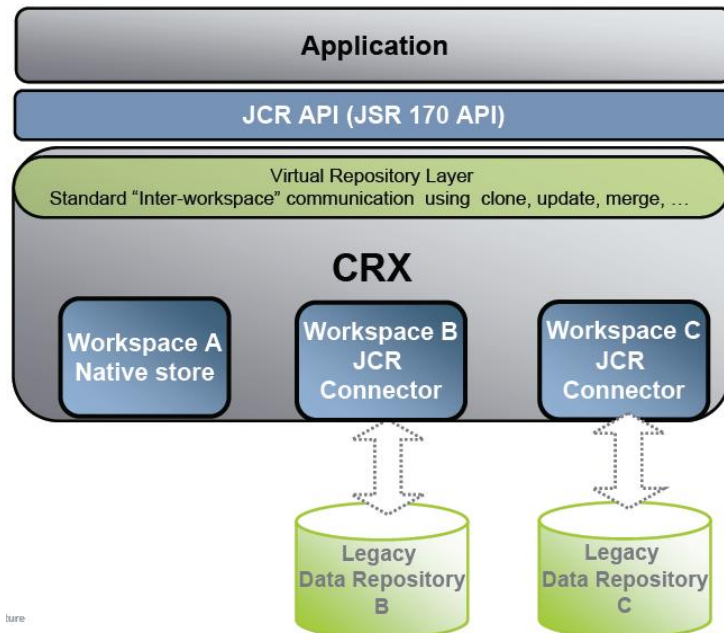 Application
JCR API (JSR 170 API)
Virtual Repository Layer
Standard “Inter-workspace” communication using clone, update, merge, …
CRX
Workspace A
Native store
Workspace B
JCR
Connector
Workspace C
JCR
Connector
Legacy
Data Repository
B
Legacy
Data Repository
C